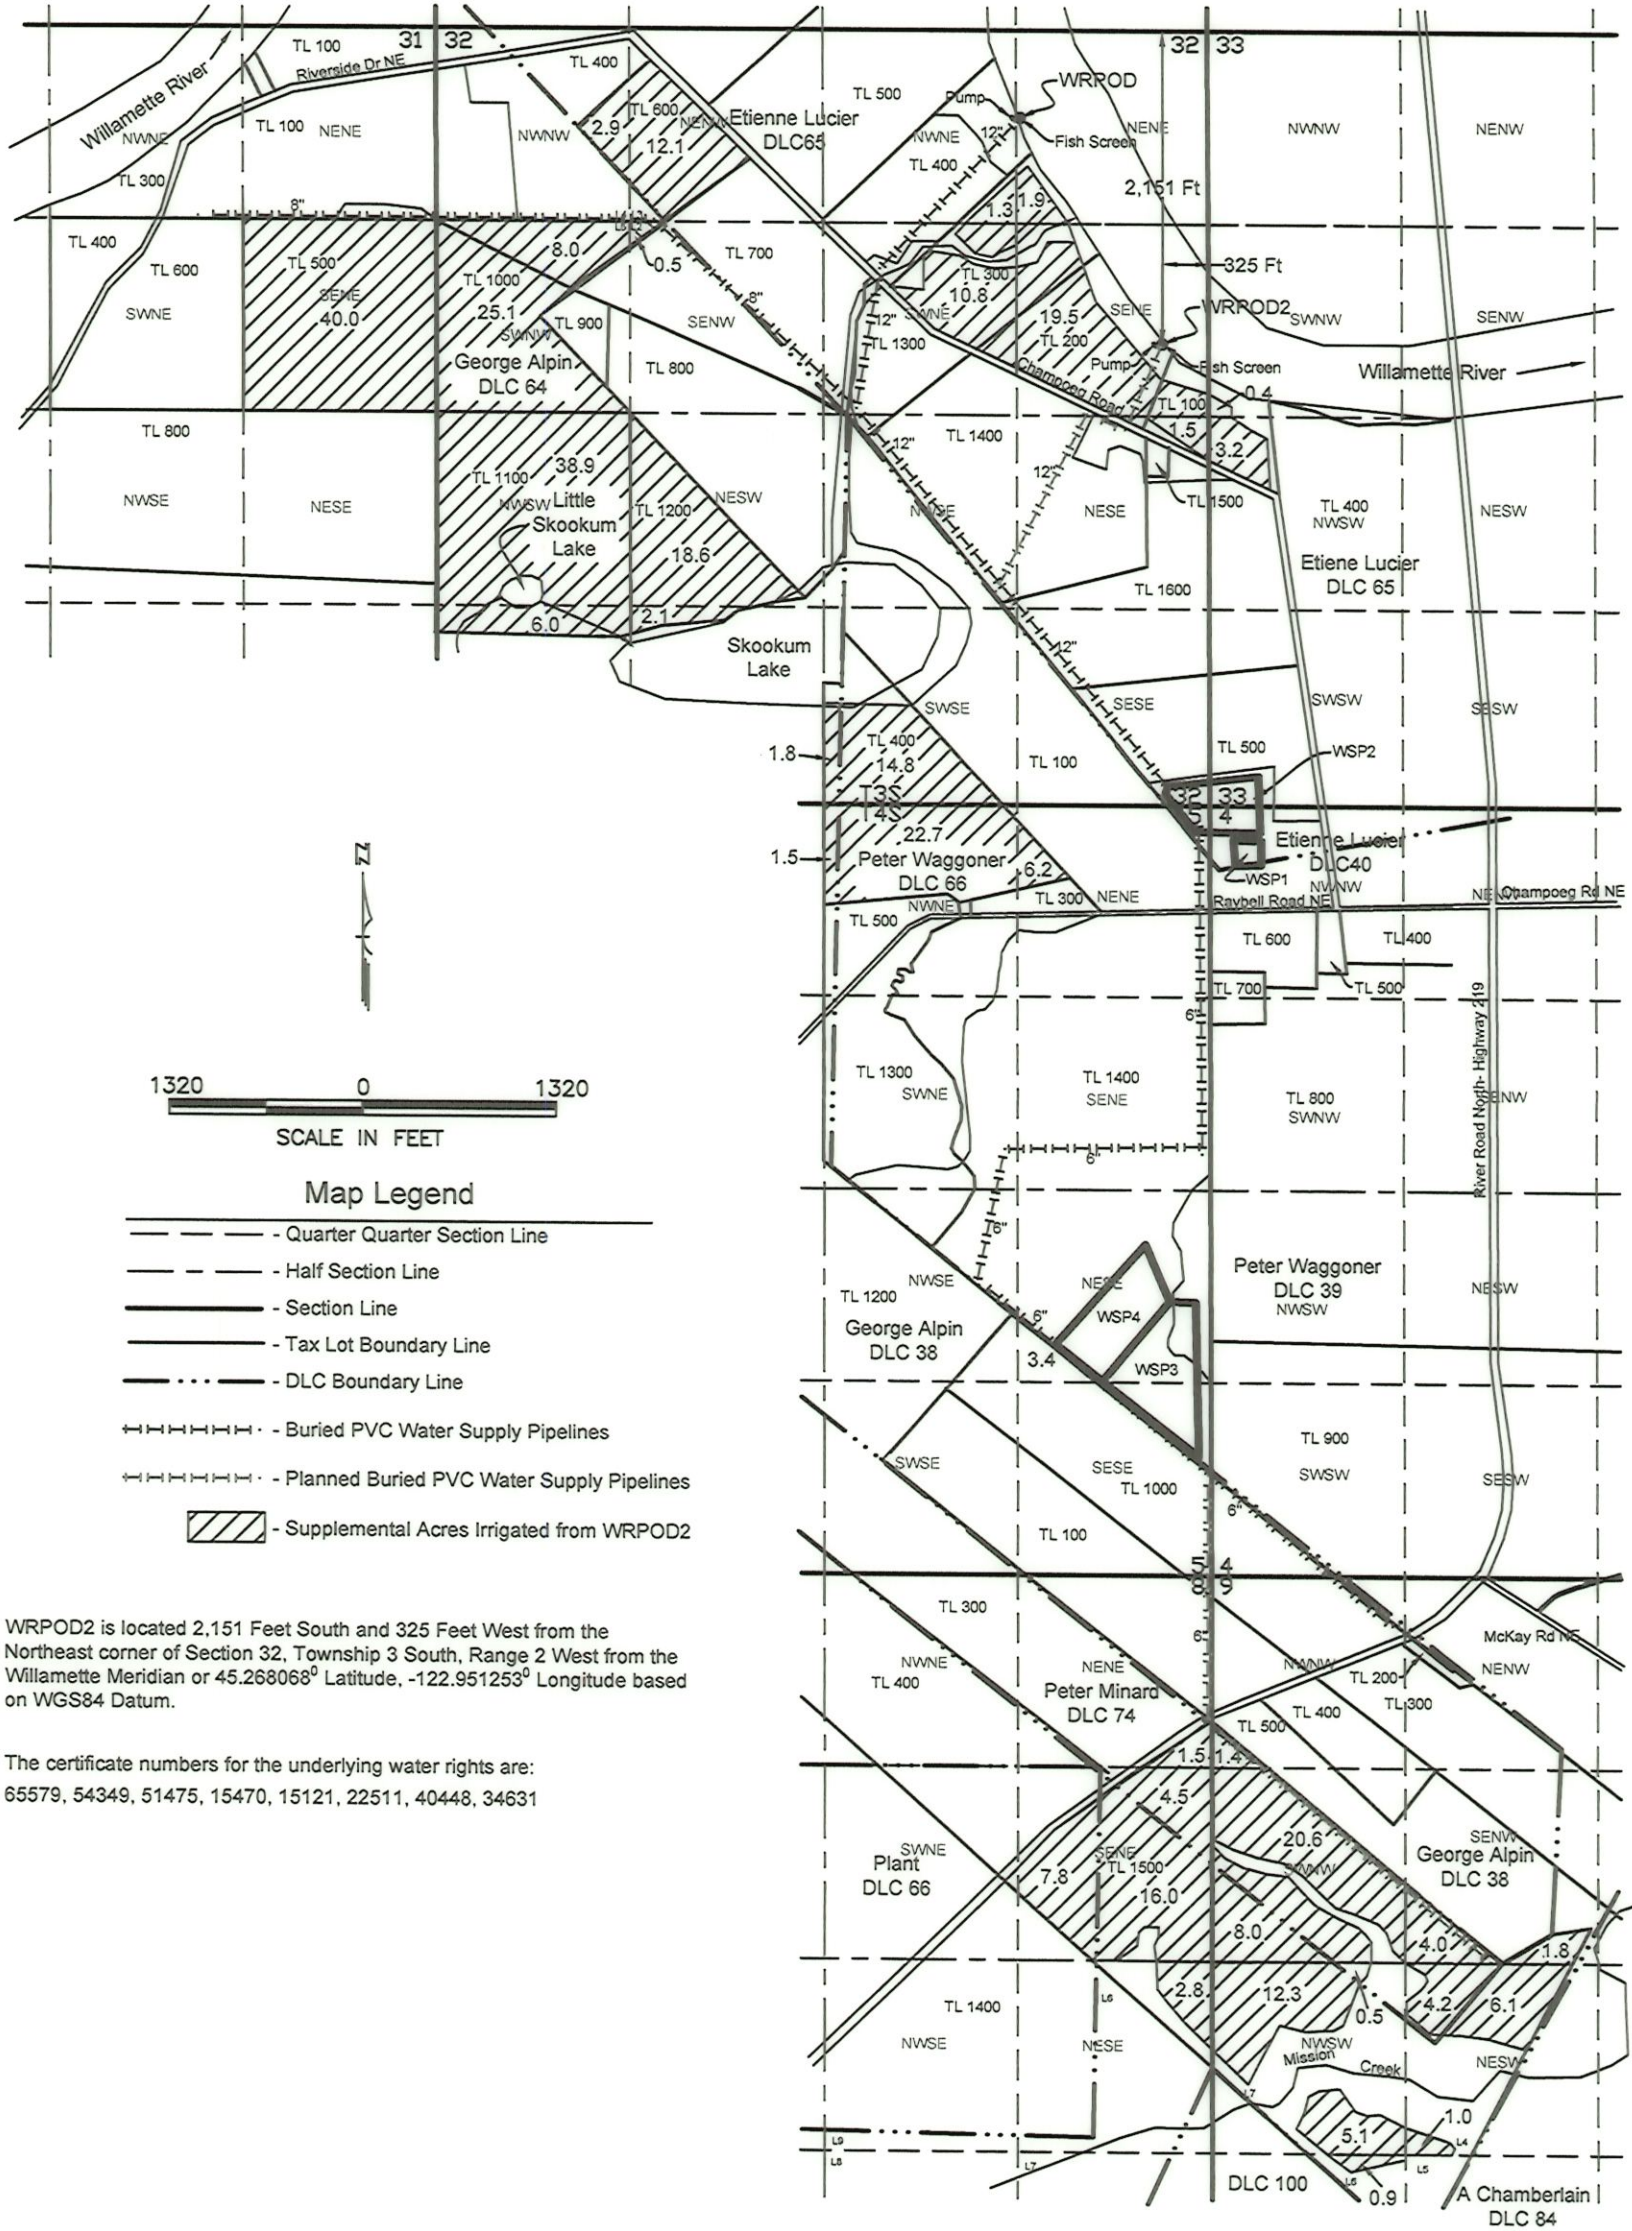 31 32
32 33
TL 100
Riverside Dr NE
Willamette River
NWNE
TL 100
NENE
TL 300
TL 400
NWNW
TL 600
2.9
NENW
12.1
Etienne Lucier
DLC65
TL 500
NWNE
TL 400
Pump
WRPOD
12"
Fish Screen
NENE
2,151 Ft
NWNW
NENW
8"
TL 400
TL 600
SWNE
TL 500
SENE
40.0
8.0
TL 1000
25.1
SWNW
0.5
TL 700
8"
TL 900
SENW
TL 800
George Alpin
DLC 64
1.3
1.9
TL 300
10.8
SWNE
12"
TL 1300
19.5
TL 200
SENE
325 Ft
WRPOD2
SWNW
SENW
Pump
Fish Screen
Willamette River
Champoeg Road
TL 100
0.4
1.5
3.2
TL 800
NWSE
NESE
38.9
TL 1100
NWSW
Little
Skookum
Lake
TL 1200
NESW
18.6
6.0
2.1
Skookum
Lake
TL 1400
12"
12"
NWSE
NESE
TL 1500
TL 400
NWSW
NESW
Etiene Lucier
DLC 65
TL 1600
12"
SWSE
SESE
SWSW
SESW
TL 400
14.8
1.8
TL 100
TL 500
WSP2
T3S
T4S
32 33
5 4
22.7
1.5
Peter Waggoner
DLC 66
6.2
Etienne Lucier
DLC40
WSP1
NWNW
NWNE
TL 300
NENE
Raybell Road NE
NENW
Champoeg Rd NE
TL 500
TL 600
TL 400
TL 700
TL 500
6"
River Road North- Highway 219
TL 1300
SWNE
TL 1400
SENE
TL 800
SWNW
SENW
6"
6"
NWSE
TL 1200
George Alpin
DLC 38
6"
NESE
WSP4
WSP3
3.4
Peter Waggoner
DLC 39
NWSW
NESW
SWSE
SESE
TL 1000
TL 900
SWSW
SESW
6"
TL 100
5 4
8 9
TL 300
6"
McKay Rd NE
NWNE
TL 400
NENE
Peter Minard
DLC 74
NWNW
TL 200
NENW
TL 300
TL 400
TL 500
1.5
1.4
4.5
20.6
SWNE
Plant
DLC 66
SENE
TL 1500
7.8
16.0
SWNW
SENW
George Alpin
DLC 38
8.0
4.0
1.8
2.8
12.3
0.5
4.2
6.1
TL 1400
NWSE
L6
NESE
NWSW
Mission Creek
NESW
L7
5.1
1.0
L4
L9
L8
L7
L6
L5
0.9
DLC 100
A Chamberlain
DLC 84
N
1320 0 1320
SCALE IN FEET
Map Legend
- Quarter Quarter Section Line
- Half Section Line
- Section Line
- Tax Lot Boundary Line
- DLC Boundary Line
- Buried PVC Water Supply Pipelines
- Planned Buried PVC Water Supply Pipelines
- Supplemental Acres Irrigated from WRPOD2
WRPOD2 is located 2,151 Feet South and 325 Feet West from the
Northeast corner of Section 32, Township 3 South, Range 2 West from the
Willamette Meridian or 45.268068⁰ Latitude, -122.951253⁰ Longitude based
on WGS84 Datum.
The certificate numbers for the underlying water rights are:
65579, 54349, 51475, 15470, 15121, 22511, 40448, 34631